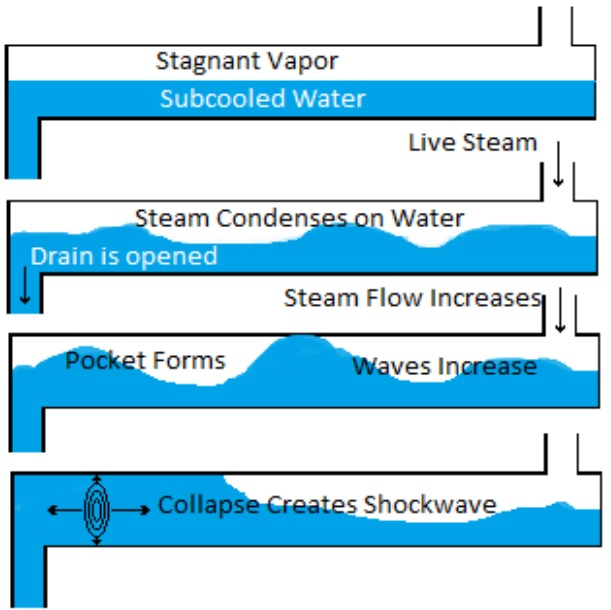 Stagnant Vapor
Subcooled Water
Live Steam
Steam Condenses on Water
Drain is opened
Steam Flow Increases
Pocket Forms
Waves Increase
Collapse Creates Shockwave